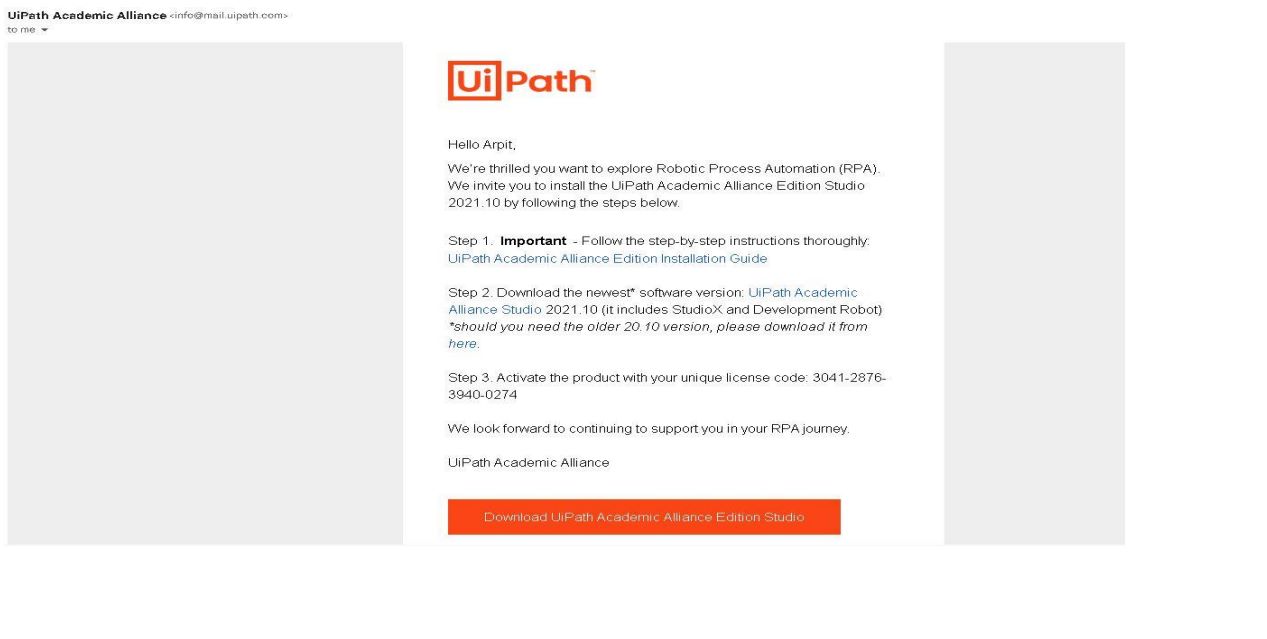 UiPath Academic Alliance <info@mail.uipath.com>
to me
UiPath™
Hello Arpit,
We're thrilled you want to explore Robotic Process Automation (RPA).
We invite you to install the UiPath Academic Alliance Edition Studio
2021.10 by following the steps below.
Step 1. Important - Follow the step-by-step instructions thoroughly:
UiPath Academic Alliance Edition Installation Guide
Step 2. Download the newest* software version: UiPath Academic
Alliance Studio 2021.10 (it includes StudioX and Development Robot)
*should you need the older 20.10 version, please download it from
here.
Step 3. Activate the product with your unique license code: 3041-2876-
3940-0274
We look forward to continuing to support you in your RPA journey.
UiPath Academic Alliance
Download UiPath Academic Alliance Edition Studio